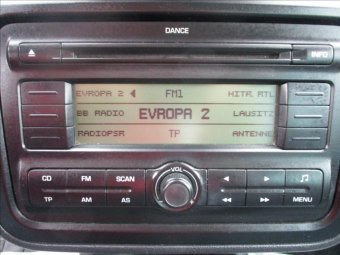 DANCE
INFO
EVROPA 2 FM1 HITR. RTL
BB RADIO EVROPA 2 LAUSITZ
RADIOPSR TP ANTENNE
CD FM SCAN VOL
TP AM AS MENU